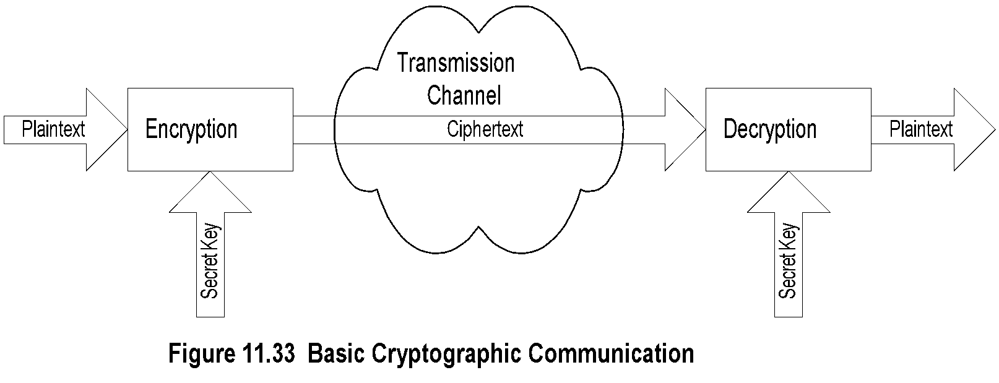 Transmission
Channel
Plaintext
Encryption
Ciphertext
Decryption
Plaintext
Secret Key
Secret Key
Figure 11.33 Basic Cryptographic Communication